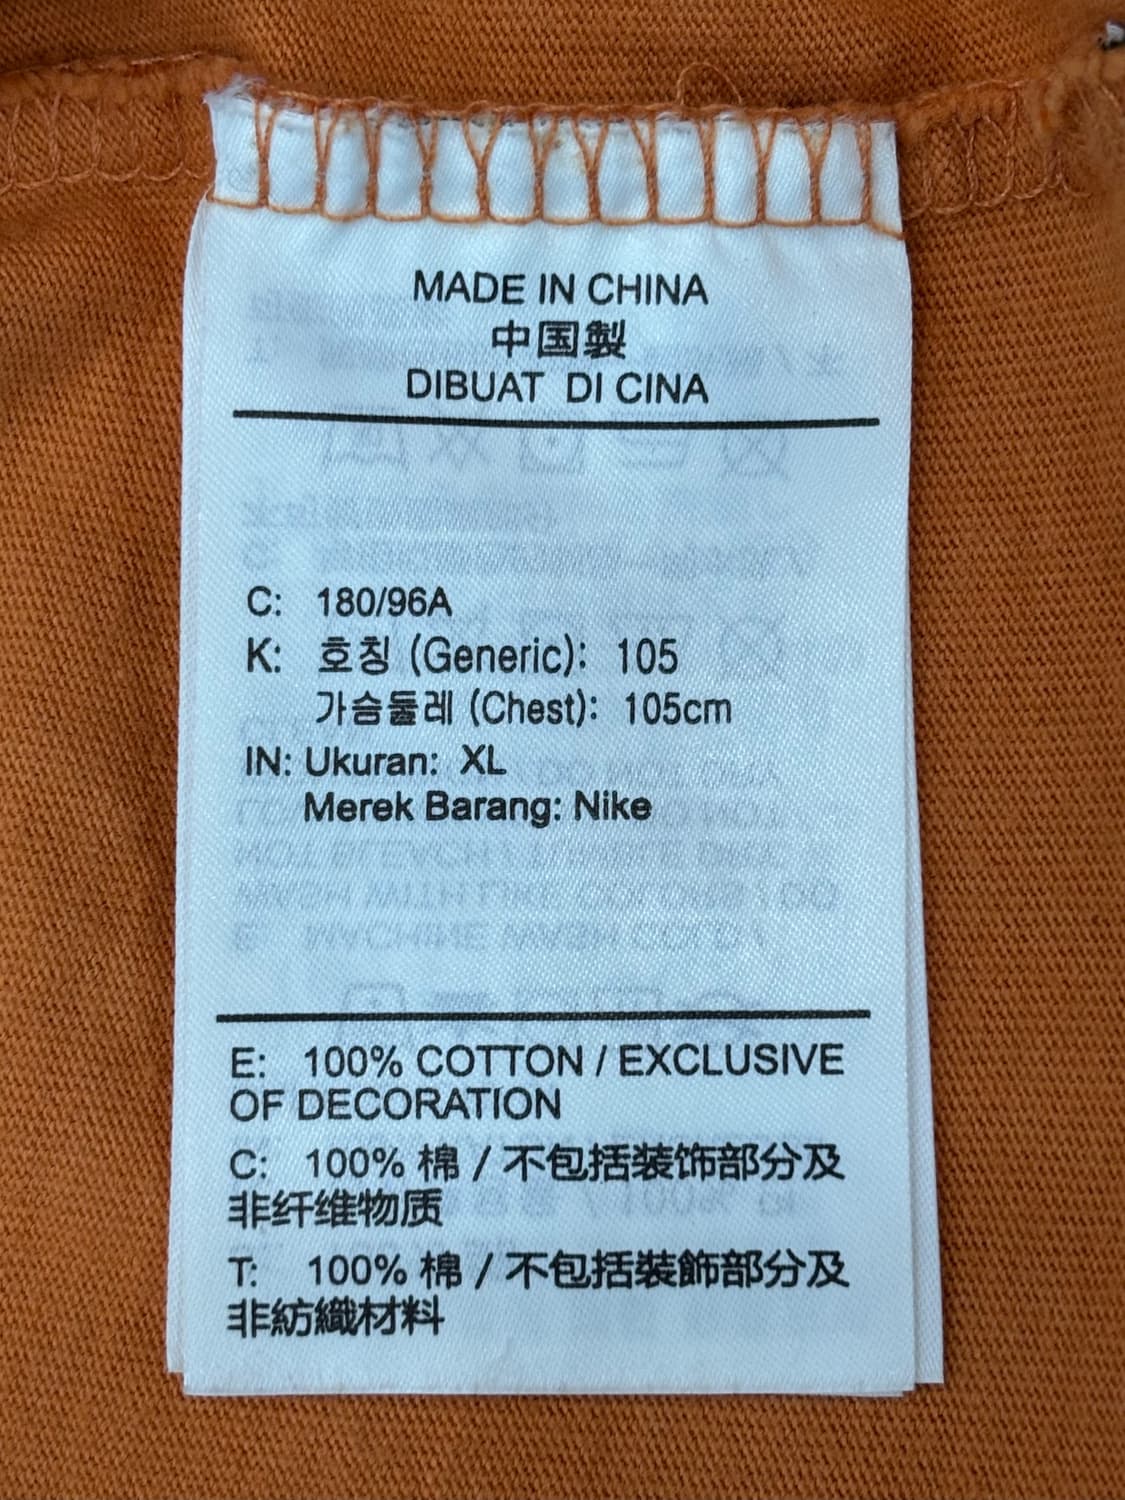 MADE IN CHINA
中国製
DIBUAT DI CINA
C: 180/96A
K: 호칭 (Generic): 105
가슴둘레 (Chest): 105cm
IN: Ukuran: XL
Merek Barang: Nike
E: 100% COTTON / EXCLUSIVE
OF DECORATION
C: 100% 棉 / 不包括装饰部分及
非纤维物质
T: 100% 棉 / 不包括裝飾部分及
非紡織材料